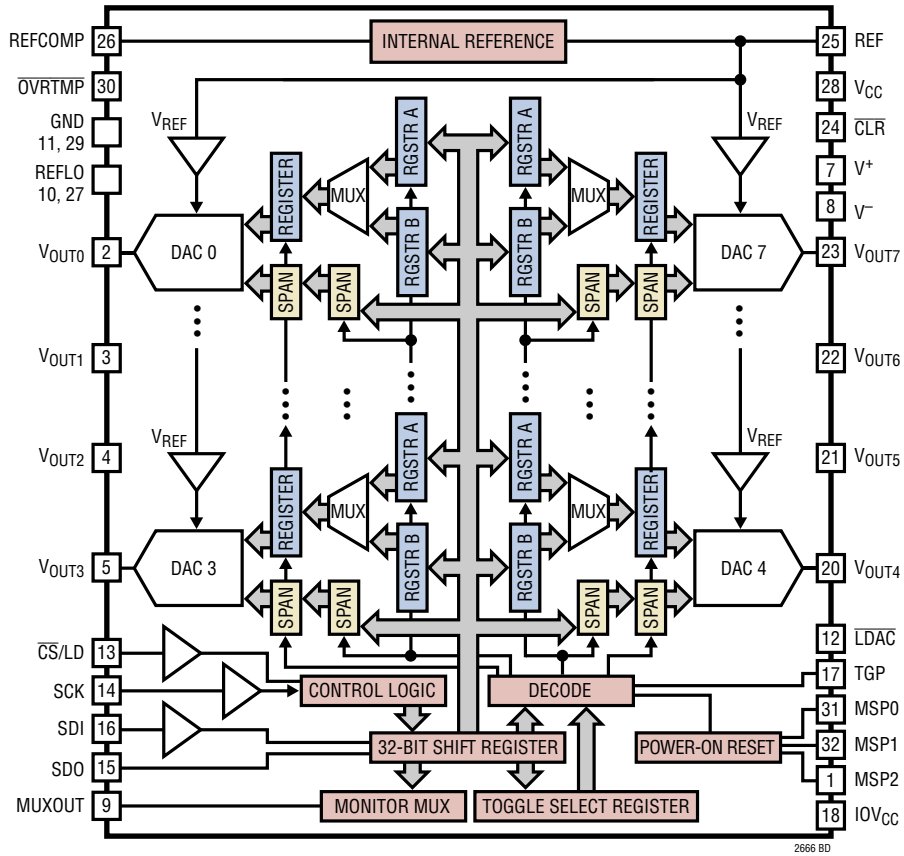 REFCOMP 26
INTERNAL REFERENCE
25 REF
OVRTMP 30
28 VCC
GND
11, 29
24 CLR
REFLO
10, 27
7 V+
8 V–
VREF
REGISTER
MUX
RGSTR A
RGSTR B
RGSTR A
RGSTR B
MUX
REGISTER
VREF
VOUT0 2
DAC 0
SPAN
SPAN
SPAN
SPAN
DAC 7
23 VOUT7
VOUT1 3
22 VOUT6
VOUT2 4
21 VOUT5
VREF
REGISTER
MUX
RGSTR A
RGSTR B
RGSTR A
RGSTR B
MUX
REGISTER
VREF
VOUT3 5
DAC 3
SPAN
SPAN
SPAN
SPAN
DAC 4
20 VOUT4
CS/LD 13
12 LDAC
SCK 14
CONTROL LOGIC
DECODE
17 TGP
SDI 16
31 MSP0
32-BIT SHIFT REGISTER
POWER-ON RESET
32 MSP1
SDO 15
1 MSP2
MUXOUT 9
MONITOR MUX
TOGGLE SELECT REGISTER
18 IOVCC
2666 BD